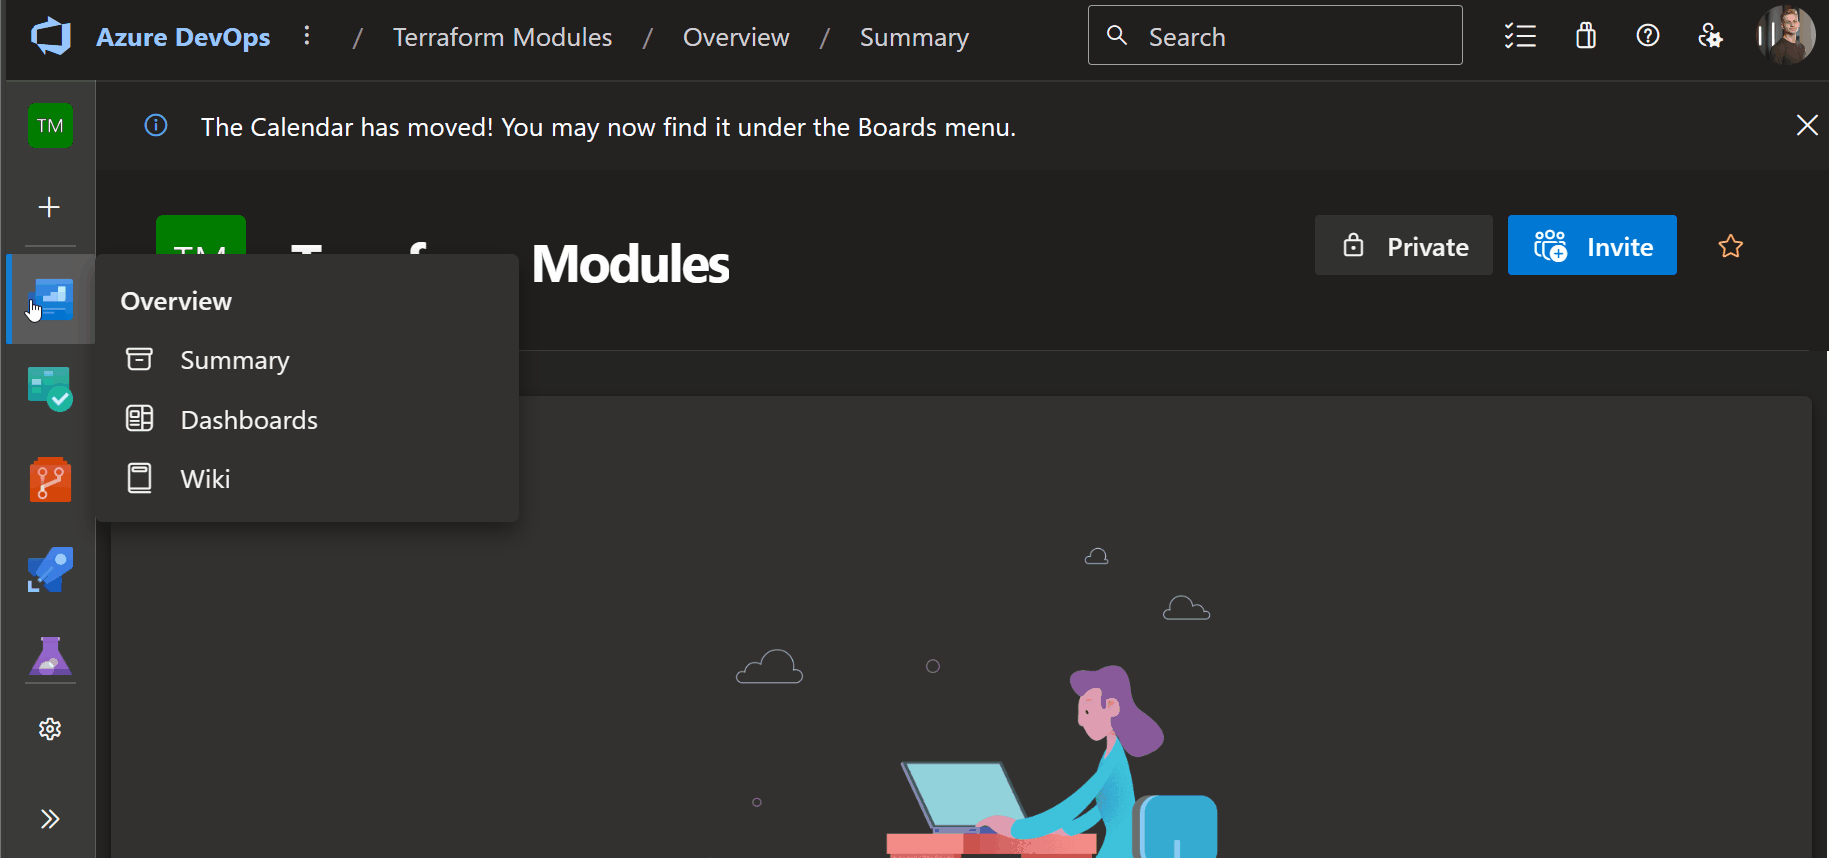 Azure DevOps / Terraform Modules / Overview / Summary Search
TM
The Calendar has moved! You may now find it under the Boards menu.
TM
Modules
Private
Invite
Overview
Summary
Dashboards
Wiki